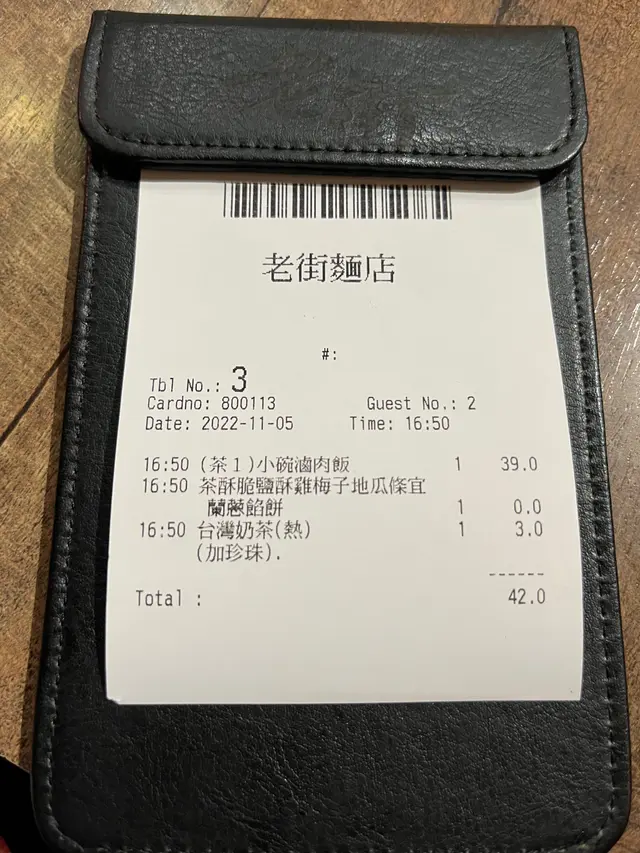 老街麵店
#:
Tbl No.: 3
Cardno: 800113 Guest No.: 2
Date: 2022-11-05 Time: 16:50
16:50 (茶1)小碗滷肉飯 1 39.0
16:50 茶酥脆鹽酥雞梅子地瓜條宜
蘭蔥餡餅 1 0.0
16:50 台灣奶茶(熱) 1 3.0
(加珍珠).
------
Total : 42.0